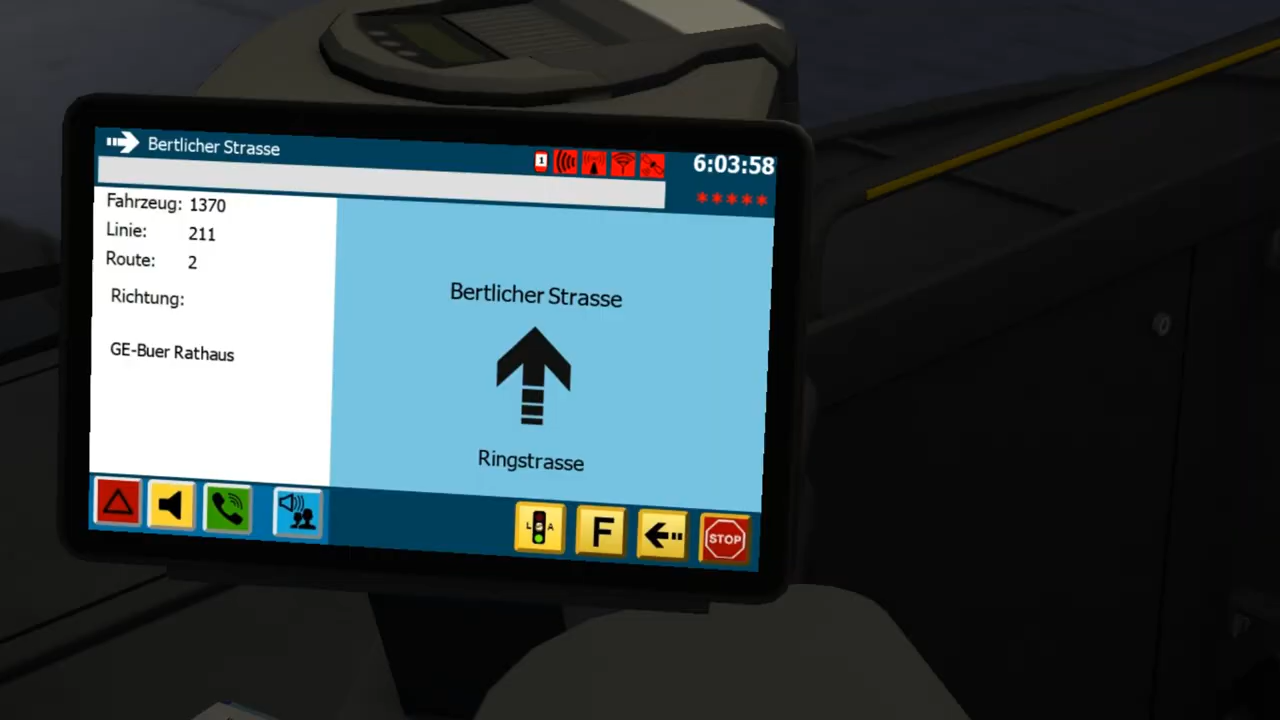 Bertlicher Strasse
1
6:03:58
*****
Fahrzeug: 1370
Linie: 211
Route: 2
Richtung:
GE-Buer Rathaus
Bertlicher Strasse
Ringstrasse
L A
F
STOP